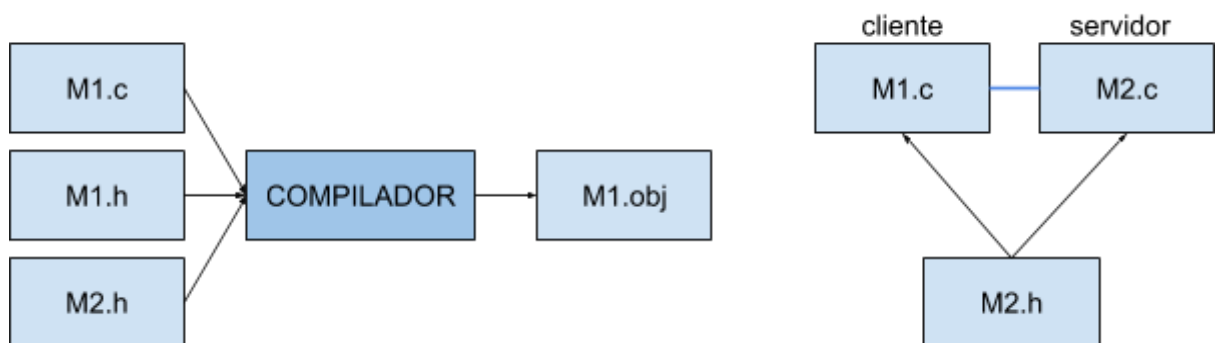 M1.c
M1.h
M2.h
COMPILADOR
M1.obj
cliente
servidor
M1.c
M2.c
M2.h